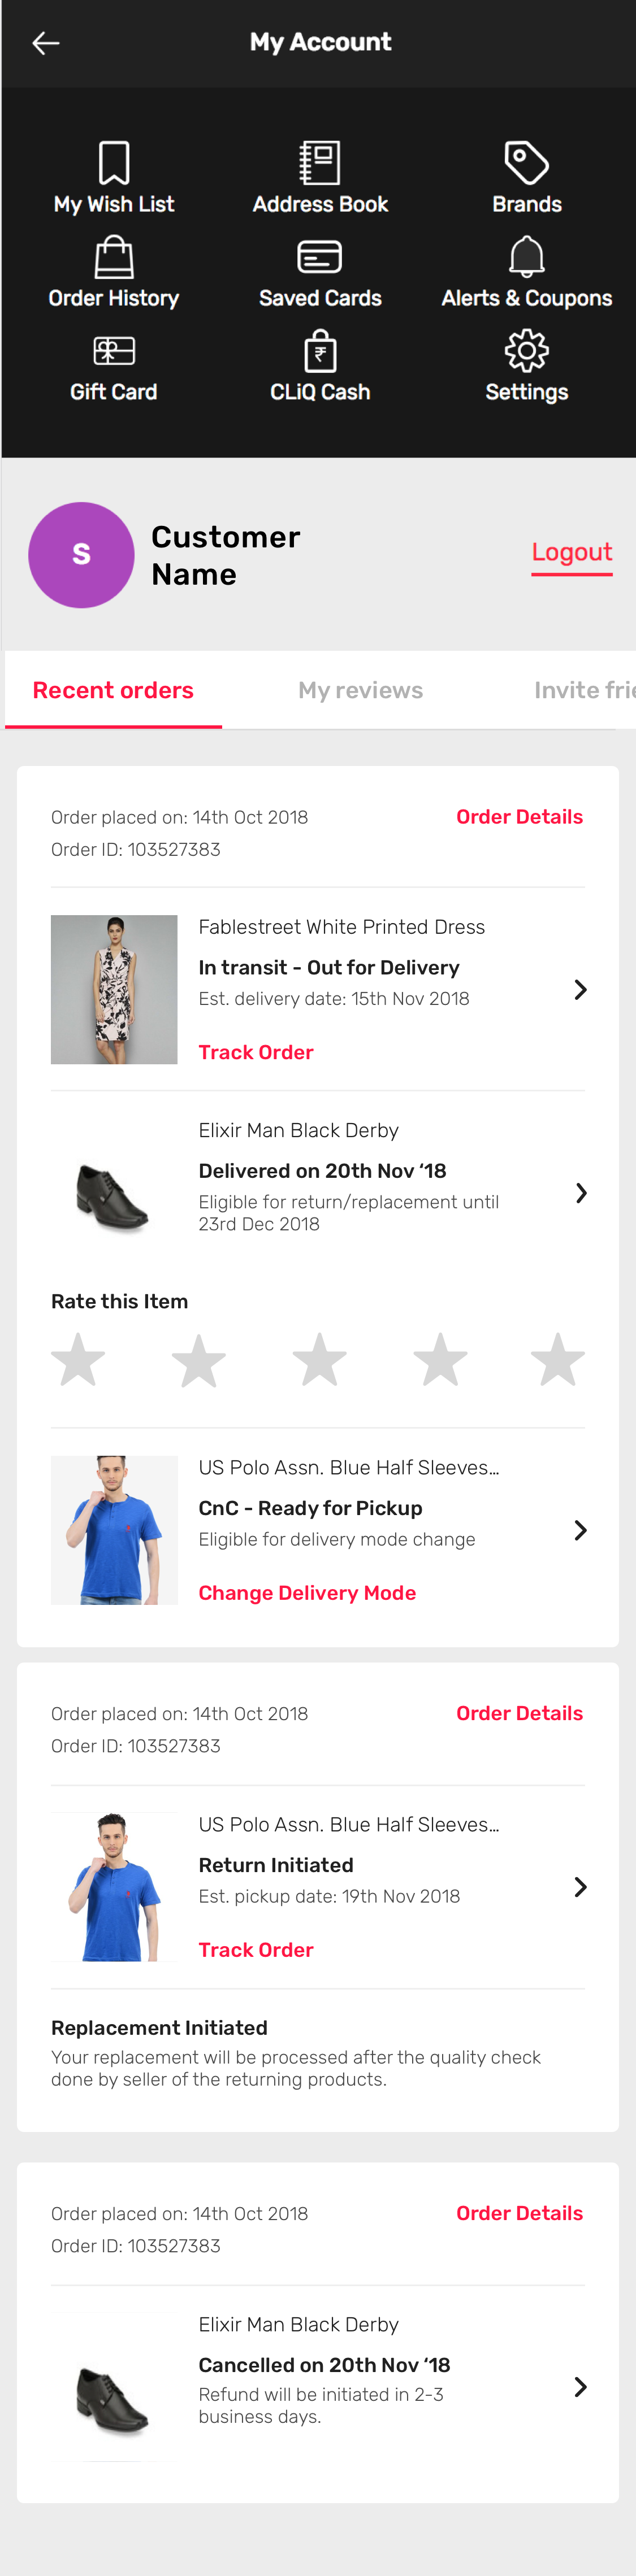 My Account
My Wish List
Address Book
Brands
Order History
Saved Cards
Alerts & Coupons
Gift Card
CLiQ Cash
Settings
S
Customer
Name
Logout
Recent orders
My reviews
Invite frie
Order placed on: 14th Oct 2018
Order Details
Order ID: 103527383
Fablestreet White Printed Dress
In transit - Out for Delivery
Est. delivery date: 15th Nov 2018
Track Order
Elixir Man Black Derby
Delivered on 20th Nov ‘18
Eligible for return/replacement until
23rd Dec 2018
Rate this Item
US Polo Assn. Blue Half Sleeves...
CnC - Ready for Pickup
Eligible for delivery mode change
Change Delivery Mode
Order placed on: 14th Oct 2018
Order Details
Order ID: 103527383
US Polo Assn. Blue Half Sleeves...
Return Initiated
Est. pickup date: 19th Nov 2018
Track Order
Replacement Initiated
Your replacement will be processed after the quality check
done by seller of the returning products.
Order placed on: 14th Oct 2018
Order Details
Order ID: 103527383
Elixir Man Black Derby
Cancelled on 20th Nov ‘18
Refund will be initiated in 2-3
business days.